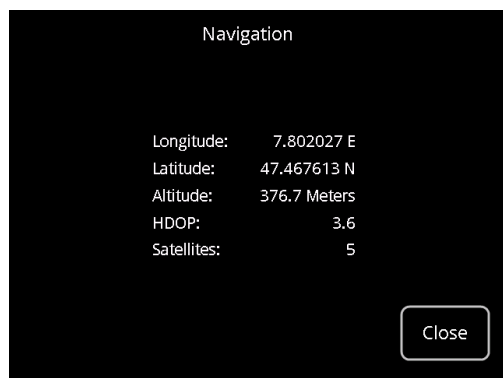 Navigation
Longitude: 7.802027 E
Latitude: 47.467613 N
Altitude: 376.7 Meters
HDOP: 3.6
Satellites: 5
Close